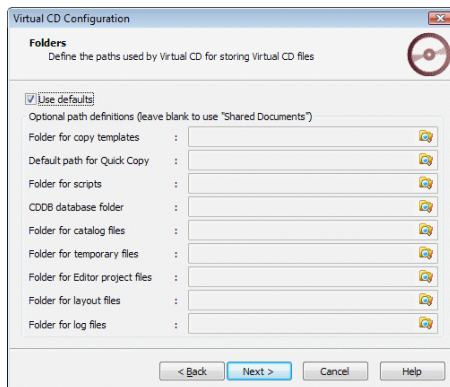 Virtual CD Configuration
Folders
Define the paths used by Virtual CD for storing Virtual CD files
Use defaults
Optional path definitions (leave blank to use "Shared Documents")
Folder for copy templates :
Default path for Quick Copy :
Folder for scripts :
CDDB database folder :
Folder for catalog files :
Folder for temporary files :
Folder for Editor project files :
Folder for layout files :
Folder for log files :
< Back Next > Cancel Help